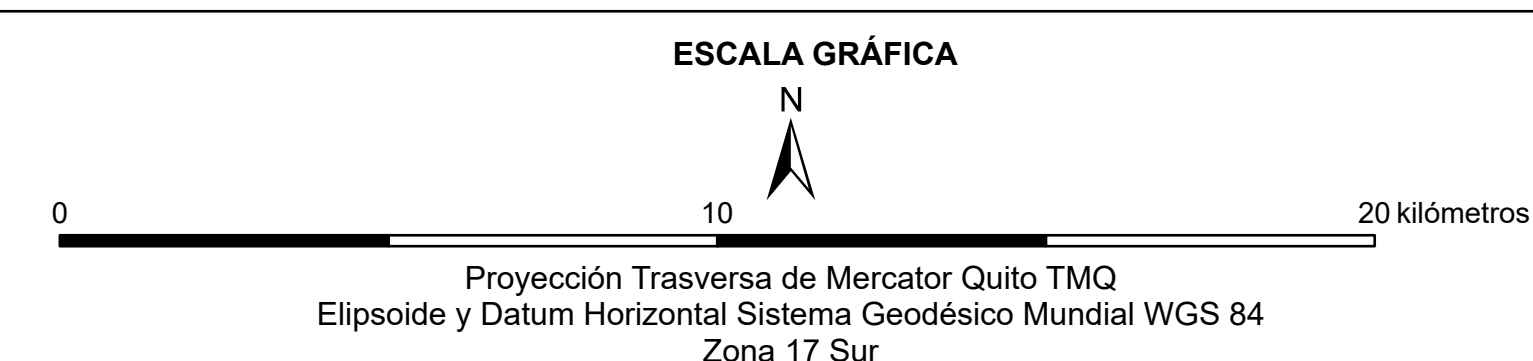 ESCALA GRÁFICA
N
0 10 20 kilómetros
Proyección Trasversa de Mercator Quito TMQ
Elipsoide y Datum Horizontal Sistema Geodésico Mundial WGS 84
Zona 17 Sur